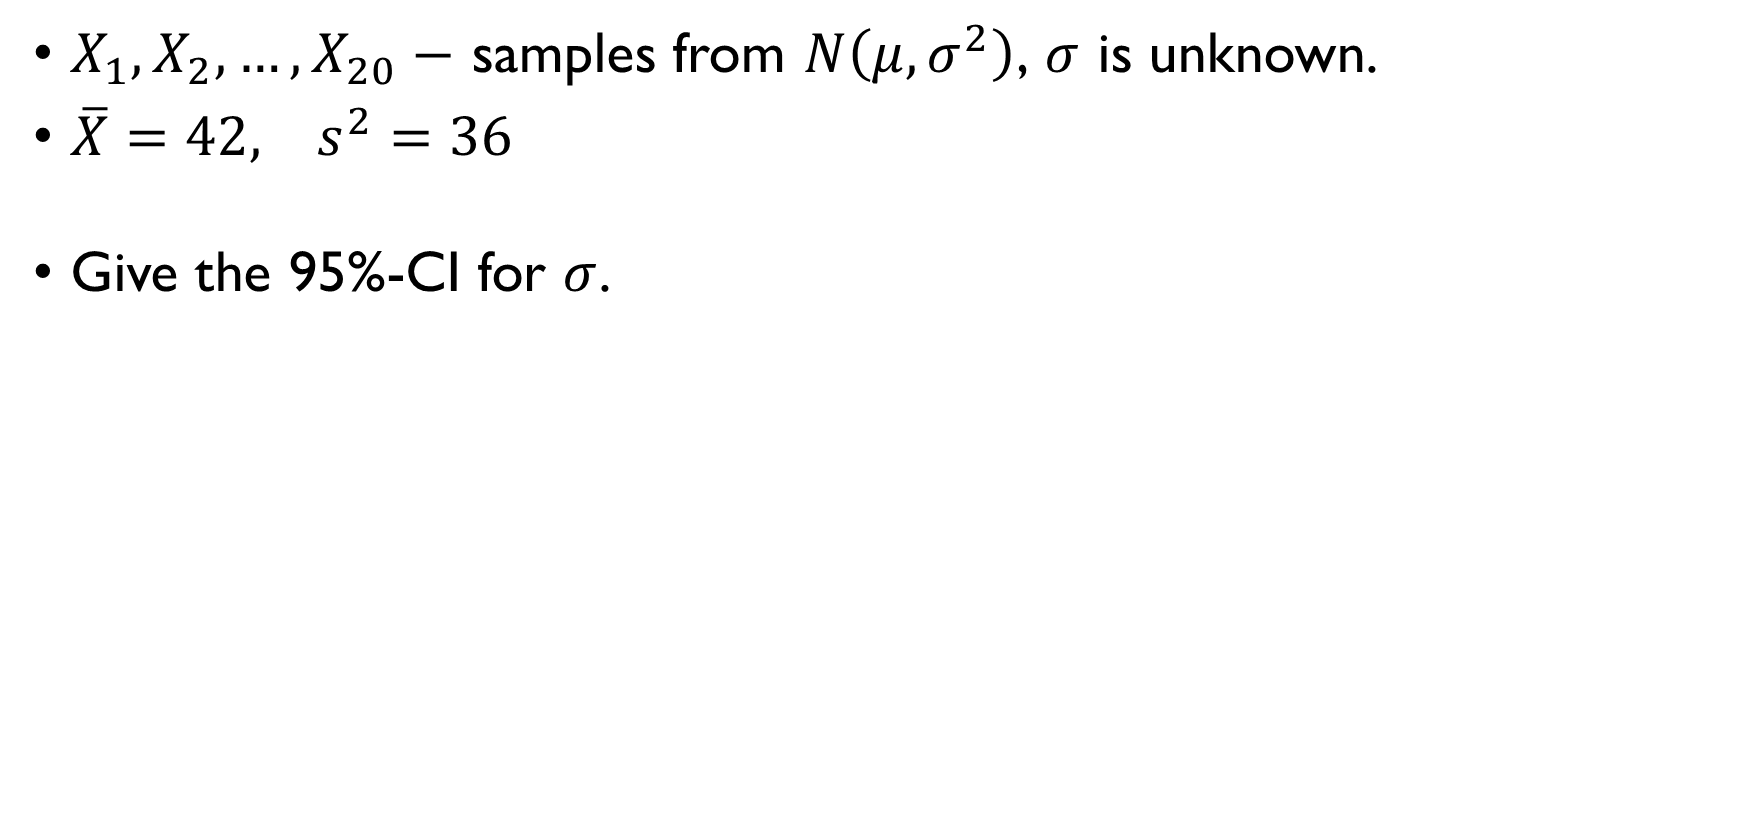 • X₁, X₂, …, X₂₀ − samples from N(μ, σ²), σ is unknown.
• X̄ = 42, s² = 36
• Give the 95%-CI for σ.